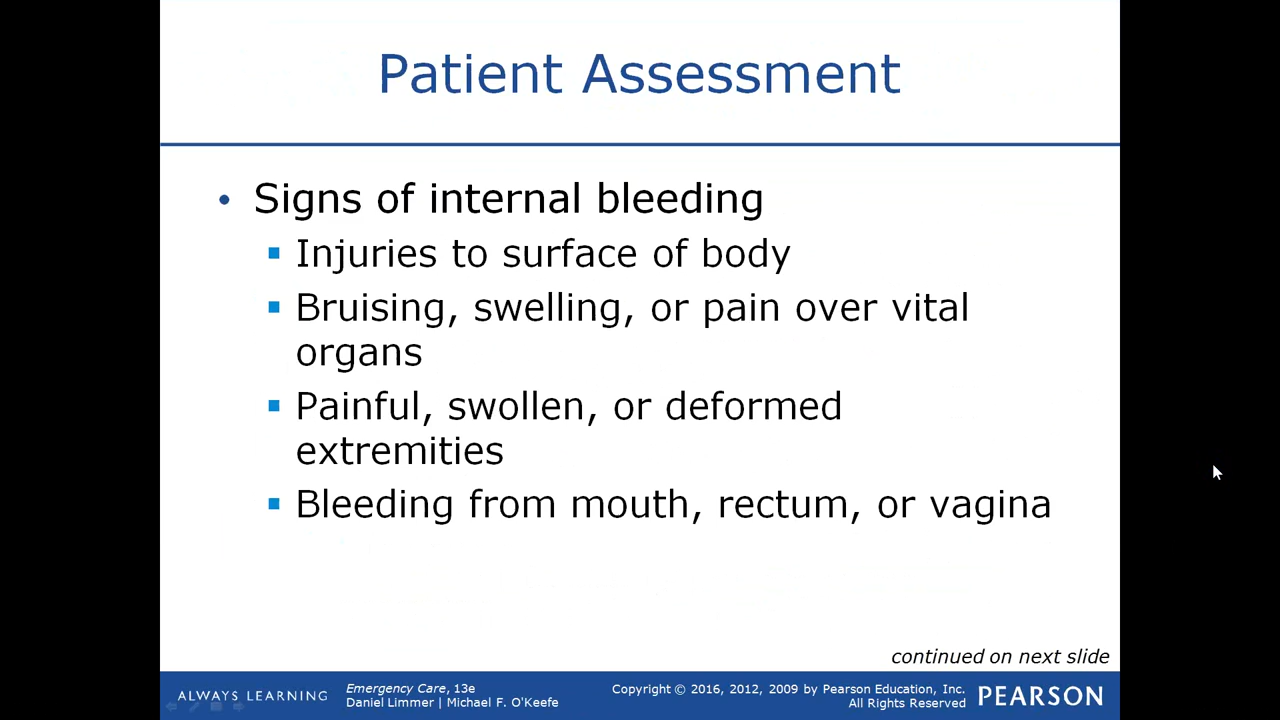 Patient Assessment
• Signs of internal bleeding
▪ Injuries to surface of body
▪ Bruising, swelling, or pain over vital
organs
▪ Painful, swollen, or deformed
extremities
▪ Bleeding from mouth, rectum, or vagina
continued on next slide
ALWAYS LEARNING
Emergency Care, 13e
Daniel Limmer | Michael F. O'Keefe
Copyright © 2016, 2012, 2009 by Pearson Education, Inc.
All Rights Reserved
PEARSON